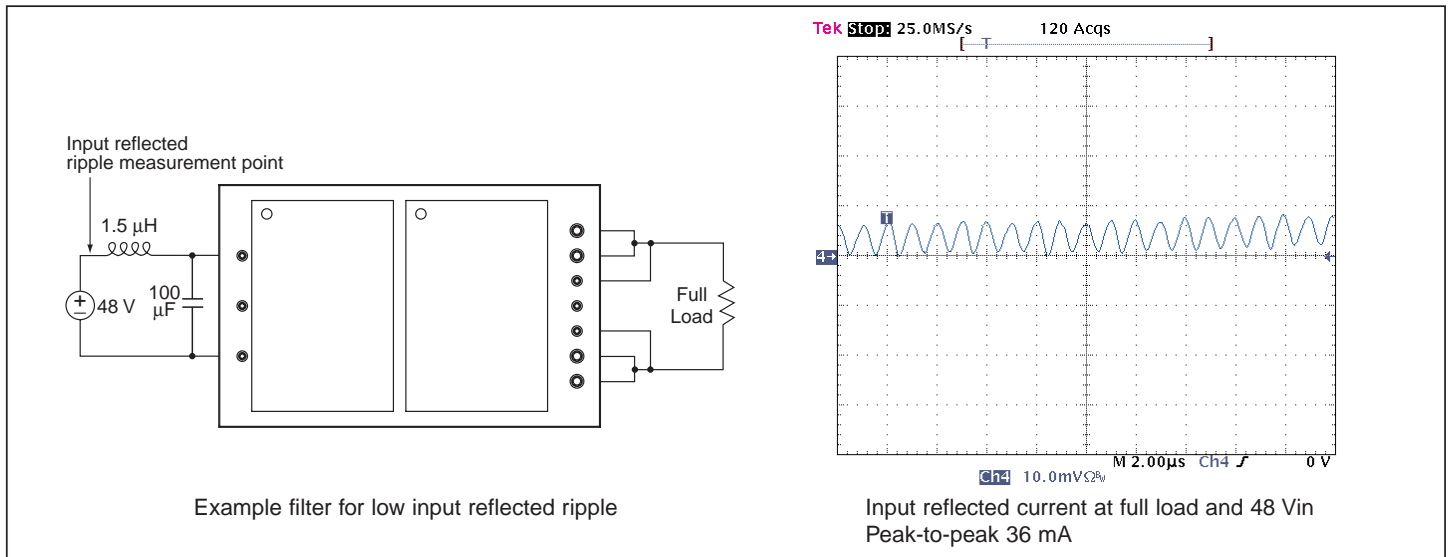 Input reflected
ripple measurement point
1.5 μH
100
μF
48 V
Full
Load
Example filter for low input reflected ripple
Tek Stop: 25.0MS/s 120 Acqs
[ T ]
T
4→
M 2.00μs Ch4 0 V
Ch4 10.0mVΩBw
Input reflected current at full load and 48 Vin
Peak-to-peak 36 mA